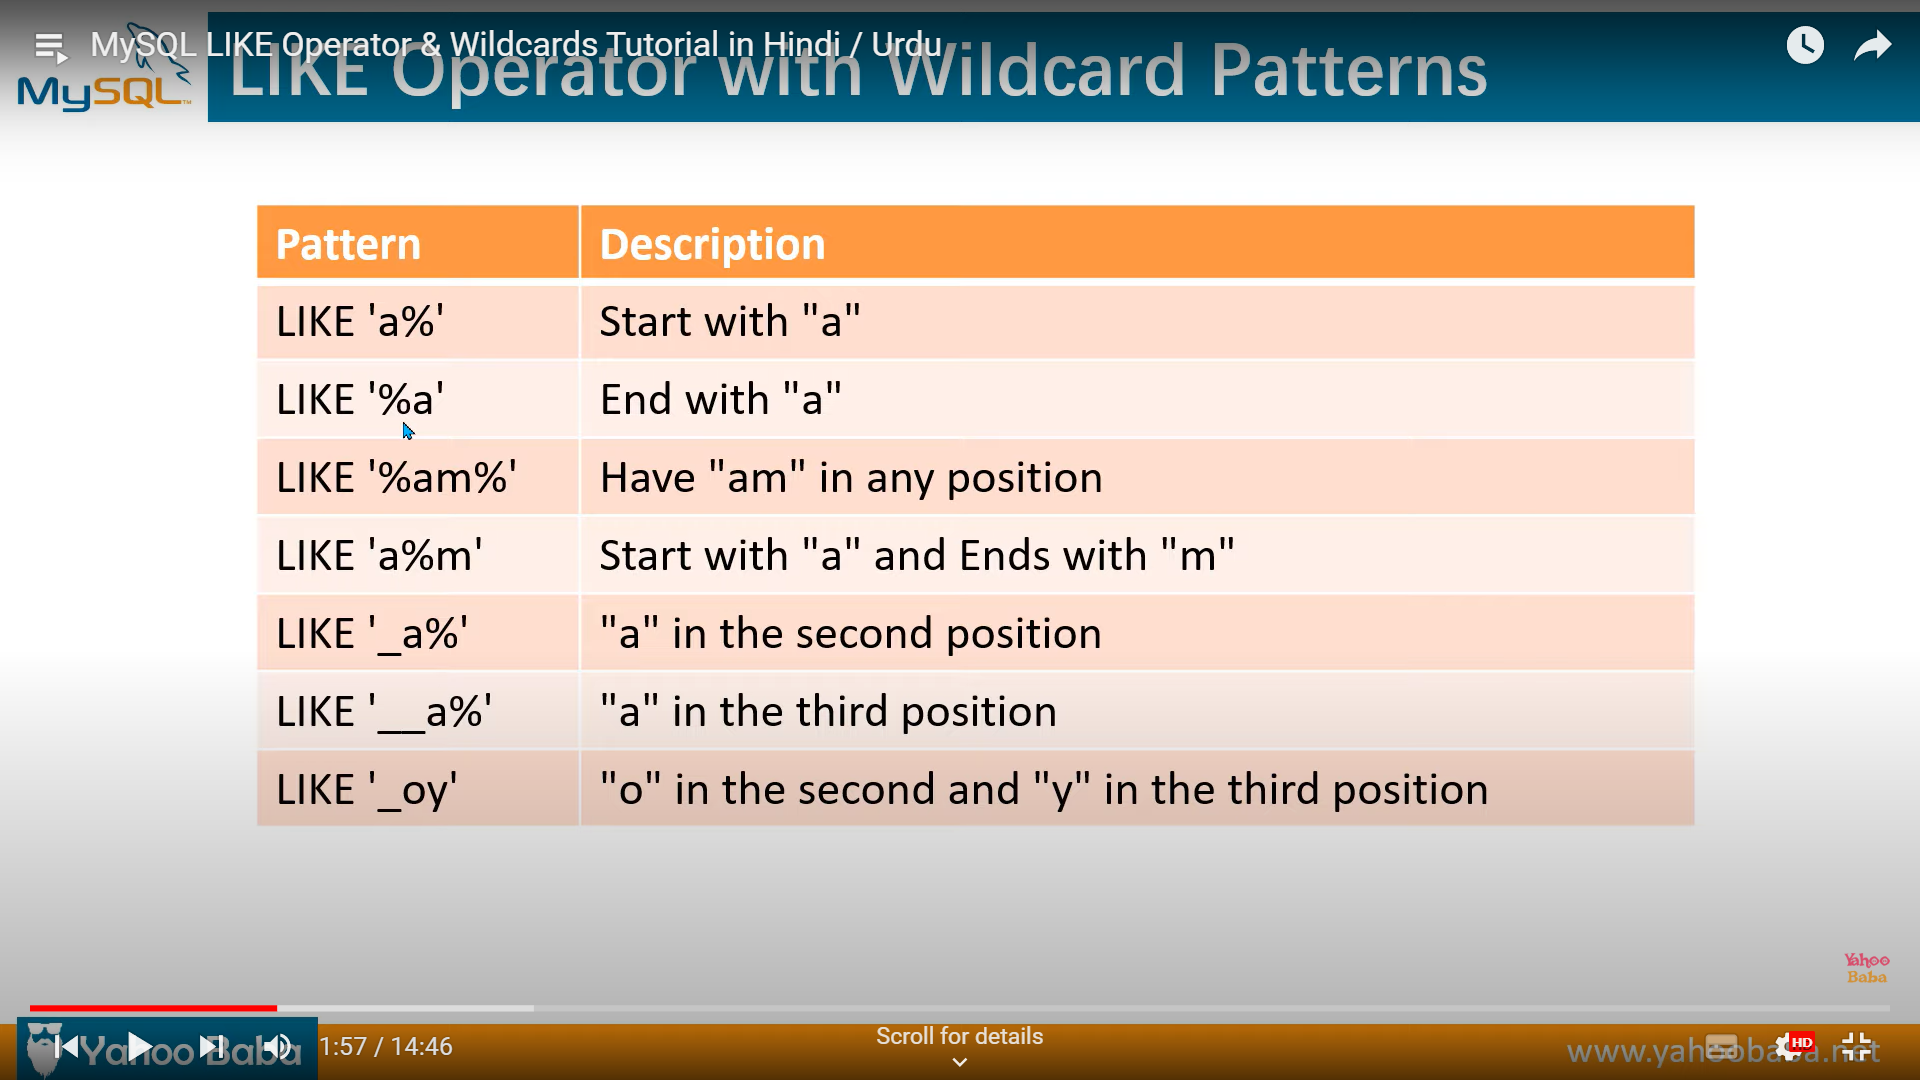 MySQL LIKE Operator & Wildcards Tutorial in Hindi / Urdu
MySQL™
LIKE Operator with Wildcard Patterns
Pattern Description
LIKE 'a%' Start with "a"
LIKE '%a' End with "a"
LIKE '%am%' Have "am" in any position
LIKE 'a%m' Start with "a" and Ends with "m"
LIKE '_a%' "a" in the second position
LIKE '__a%' "a" in the third position
LIKE '_oy' "o" in the second and "y" in the third position
Yahoo
Baba
Yahoo Baba
1:57 / 14:46
Scroll for details
HD
www.yahoobaba.net